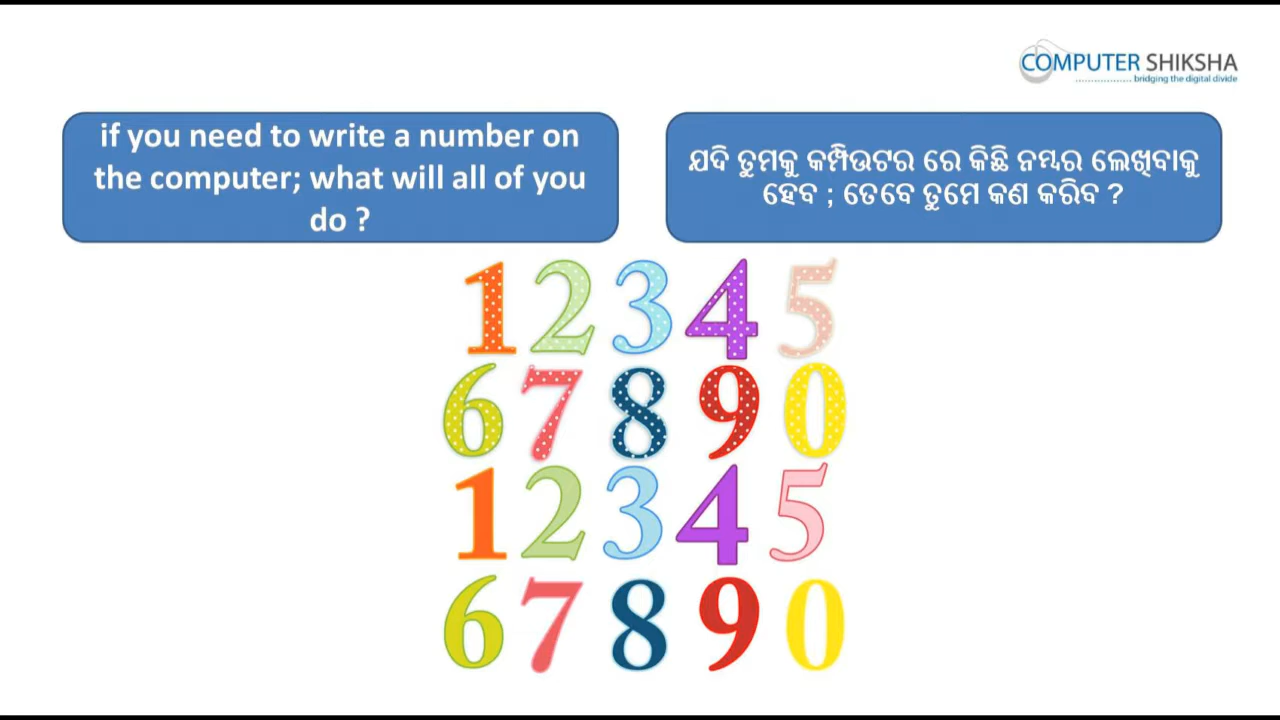 COMPUTER SHIKSHA
bridging the digital divide
if you need to write a number on
the computer; what will all of you
do ?
ଯଦି ତୁମକୁ କମ୍ପିଉଟର ରେ କିଛି ନମ୍ବର ଲେଖିବାକୁ
ହେବ ; ତେବେ ତୁମେ କଣ କରିବ ?
1 2 3 4 5
6 7 8 9 0
1 2 3 4 5
6 7 8 9 0